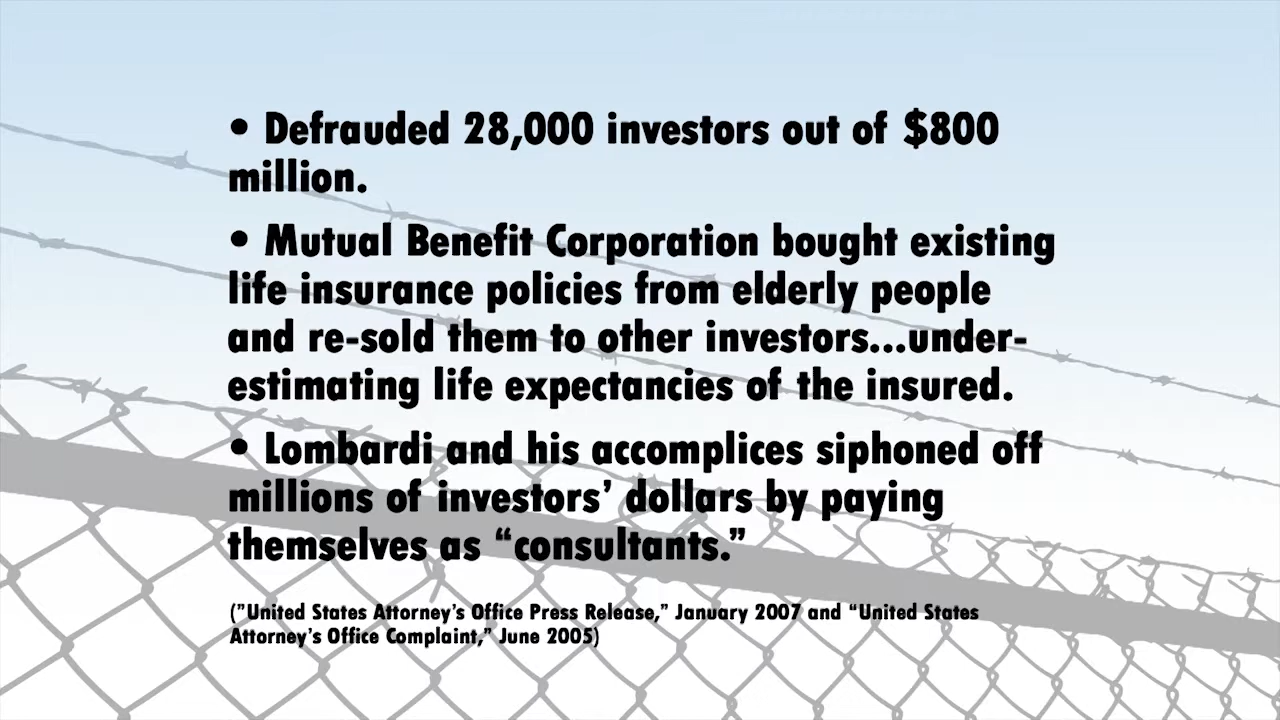 • Defrauded 28,000 investors out of $800
million.
• Mutual Benefit Corporation bought existing
life insurance policies from elderly people
and re-sold them to other investors...under-
estimating life expectancies of the insured.
• Lombardi and his accomplices siphoned off
millions of investors’ dollars by paying
themselves as “consultants.”
(”United States Attorney’s Office Press Release,” January 2007 and “United States
Attorney’s Office Complaint,” June 2005)